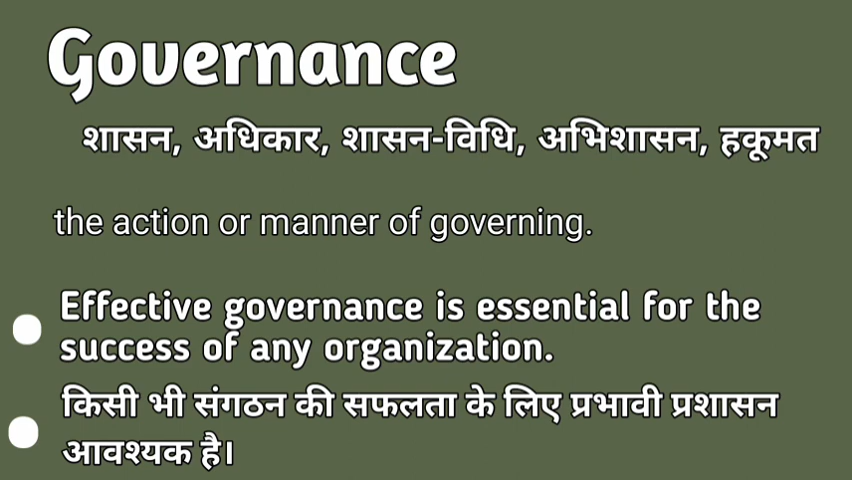 Governance
शासन, अधिकार, शासन-विधि, अभिशासन, हकूमत
the action or manner of governing.
Effective governance is essential for the
success of any organization.
किसी भी संगठन की सफलता के लिए प्रभावी प्रशासन
आवश्यक है।